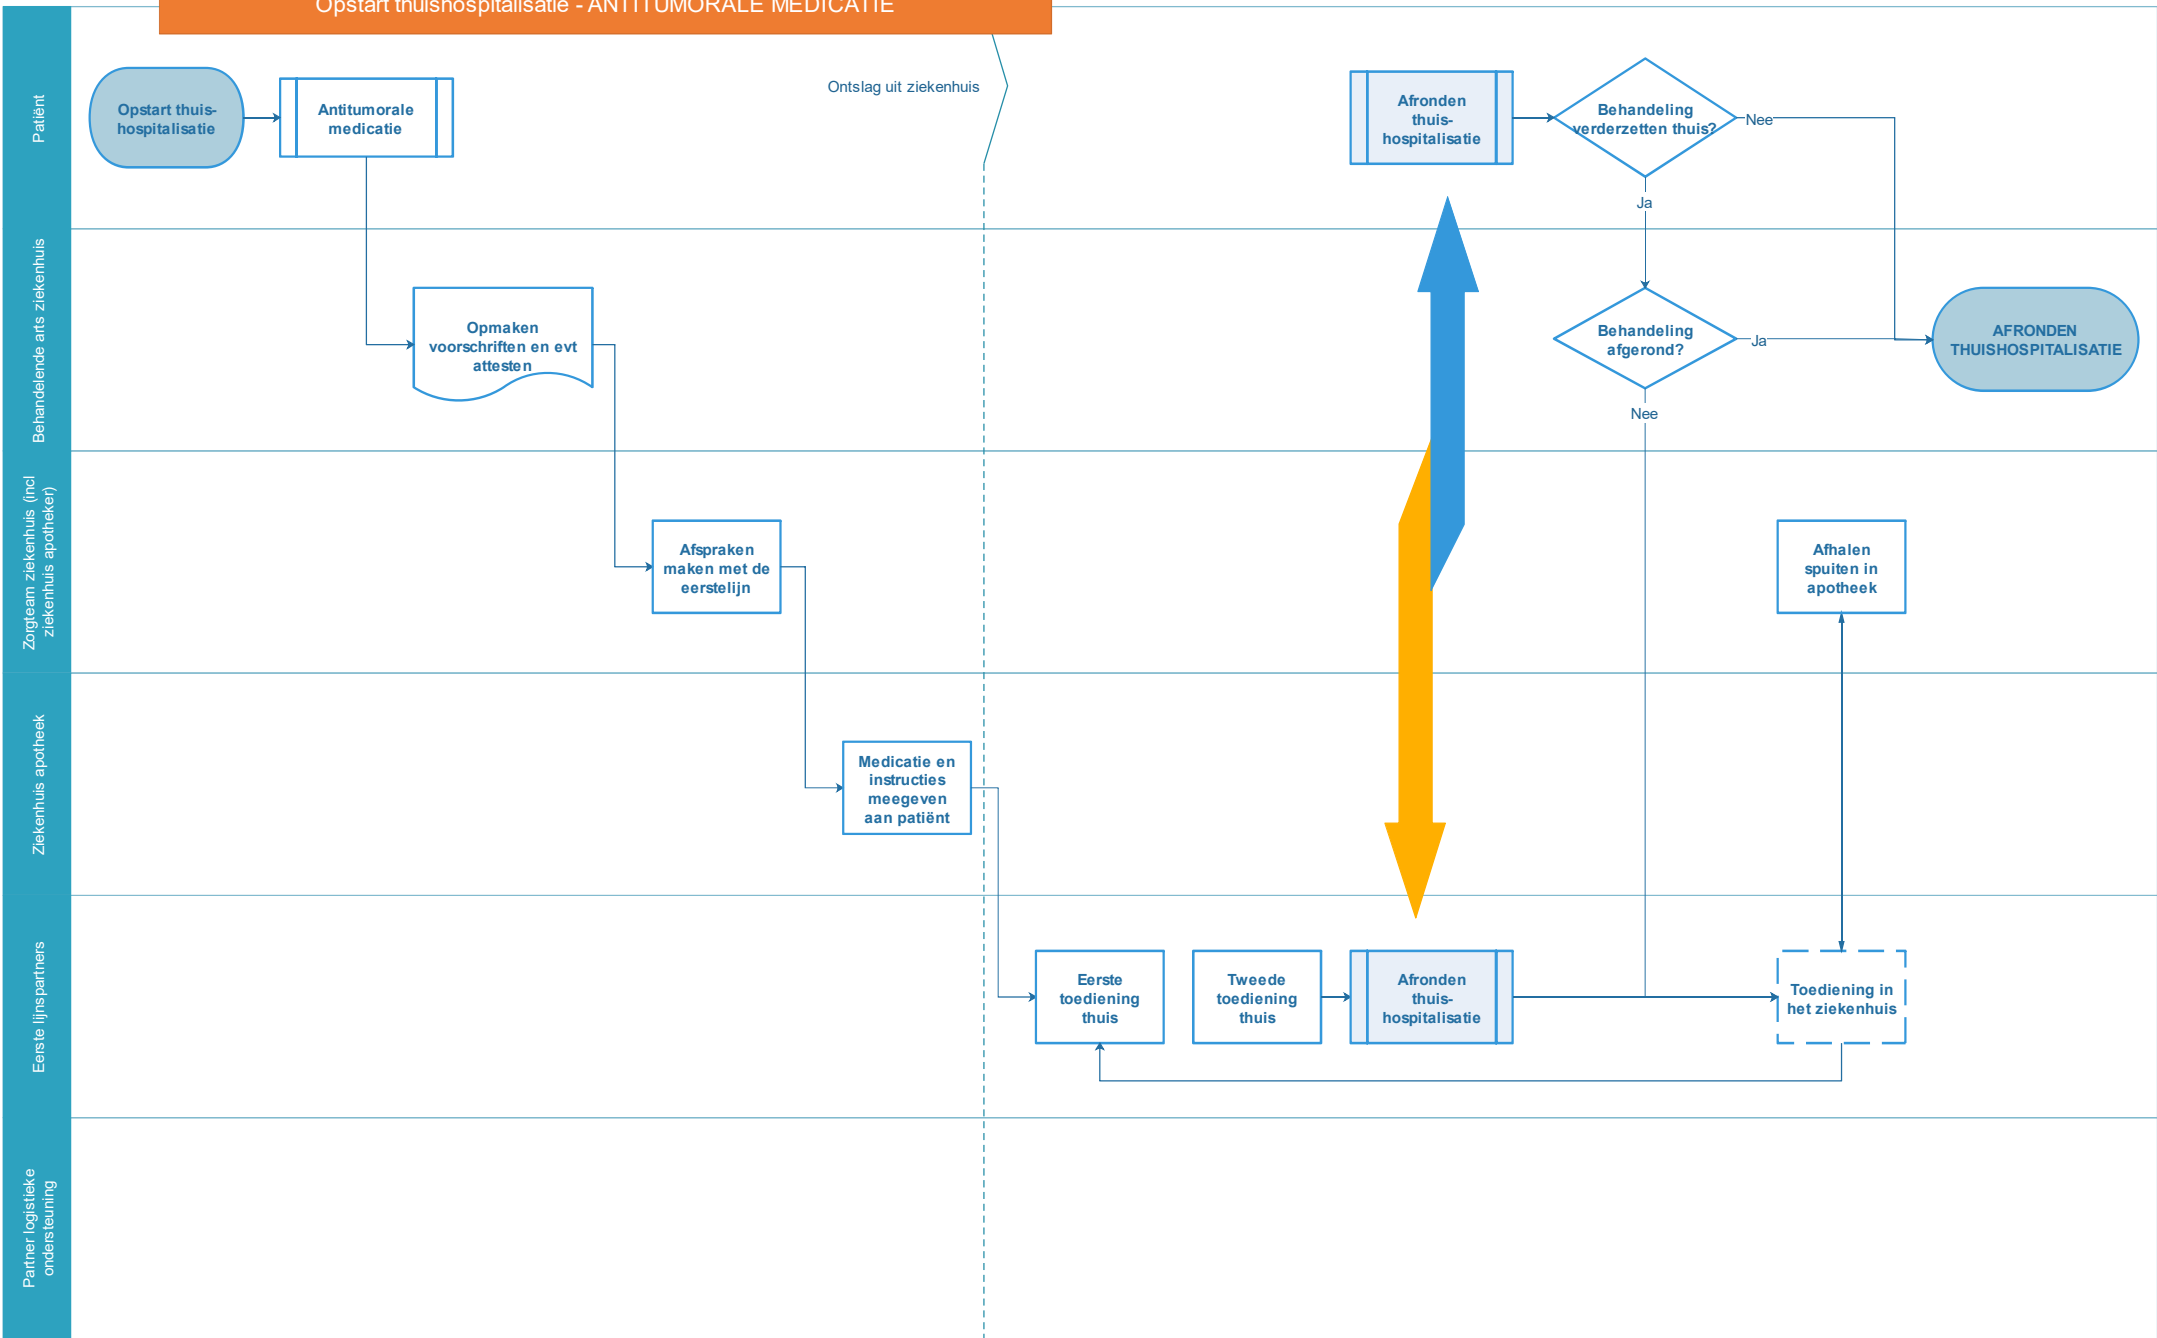 Opstart thuishospitalisatie - ANTITUMORALE MEDICATIE
Patiënt
Opstart thuis-
hospitalisatie
Antitumorale
medicatie
Ontslag uit ziekenhuis
Afronden
thuis-
hospitalisatie
Behandeling
verderzetten thuis?
Nee
Ja
Behandelende arts ziekenhuis
Opmaken
voorschriften en evt
attesten
Behandeling
afgerond?
Ja
Nee
AFRONDEN
THUISHOSPITALISATIE
Zorgteam ziekenhuis (incl
ziekenhuis apotheker)
Afspraken
maken met de
eerstelijn
Afhalen
spuiten in
apotheek
Ziekenhuis apotheek
Medicatie en
instructies
meegeven
aan patiënt
Eerste lijnspartners
Eerste
toediening
thuis
Tweede
toediening
thuis
Afronden
thuis-
hospitalisatie
Toediening in
het ziekenhuis
Partner logistieke
ondersteuning